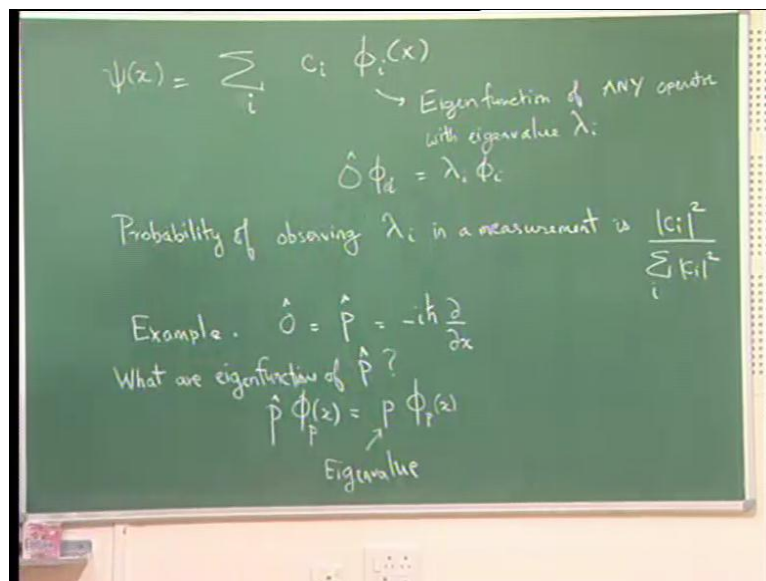 ψ(x) = Σ_i c_i ϕ_i(x)
→ Eigenfunction of ANY operator
with eigenvalue λ_i
Ô ϕ_i = λ_i ϕ_i
Probability of observing λ_i in a measurement is |c_i|² / Σ_i |c_i|²
Example. Ô = p̂ = -iħ ∂/∂x
What are eigenfunction of p̂ ?
p̂ ϕ_p(x) = p ϕ_p(x)
Eigenvalue